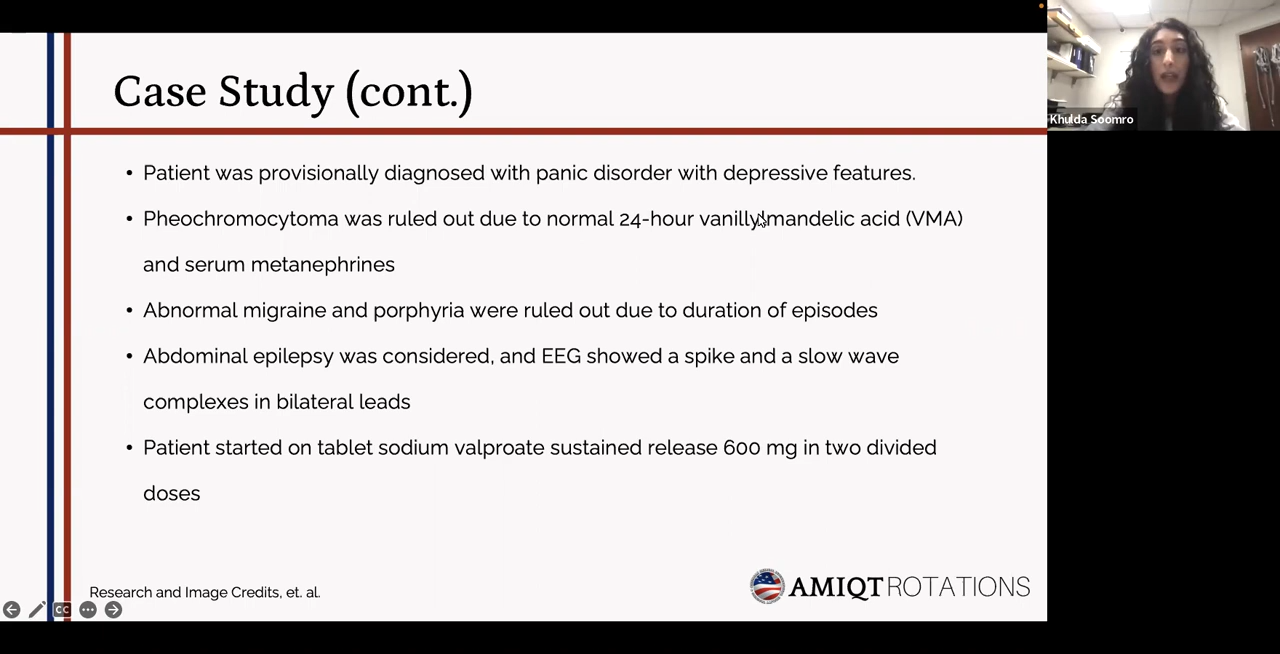 Case Study (cont.)
• Patient was provisionally diagnosed with panic disorder with depressive features.
• Pheochromocytoma was ruled out due to normal 24-hour vanillymandelic acid (VMA)
and serum metanephrines
• Abnormal migraine and porphyria were ruled out due to duration of episodes
• Abdominal epilepsy was considered, and EEG showed a spike and a slow wave
complexes in bilateral leads
• Patient started on tablet sodium valproate sustained release 600 mg in two divided
doses
Research and Image Credits, et. al.
AMIQT ROTATIONS
CC
Khulda Soomro